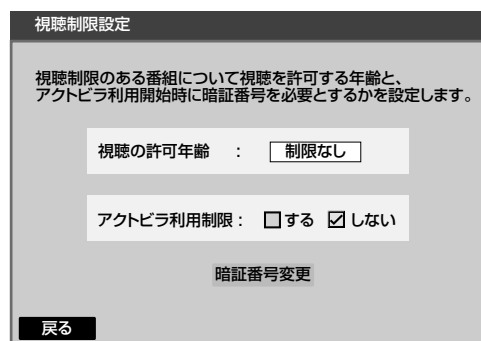 視聴制限設定
視聴制限のある番組について視聴を許可する年齢と、
アクトビラ利用開始時に暗証番号を必要とするかを設定します。
視聴の許可年齢 : 制限なし
アクトビラ利用制限 : する しない
暗証番号変更
戻る